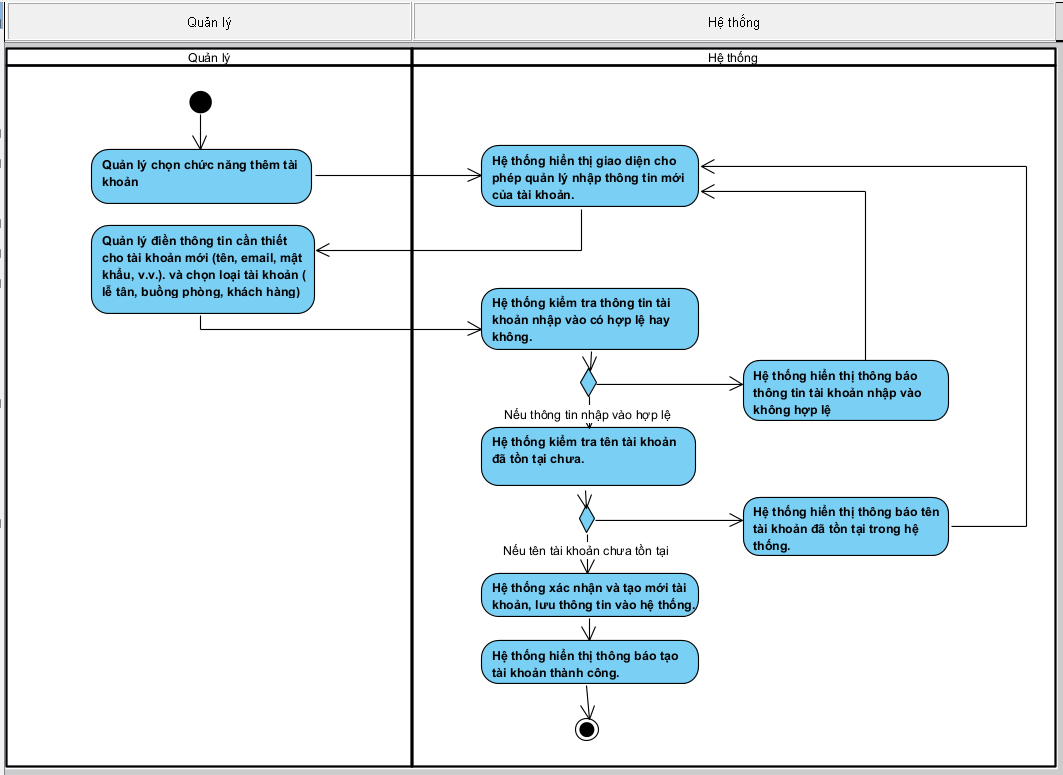 Quản lý
Hệ thống
Quản lý
Hệ thống
Quản lý chọn chức năng thêm tài
khoản
Hệ thống hiển thị giao diện cho
phép quản lý nhập thông tin mới
của tài khoản.
Quản lý điền thông tin cần thiết
cho tài khoản mới (tên, email, mật
khẩu, v.v.). và chọn loại tài khoản (
lễ tân, buồng phòng, khách hàng)
Hệ thống kiểm tra thông tin tài
khoản nhập vào có hợp lệ hay
không.
Hệ thống hiển thị thông báo
thông tin tài khoản nhập vào
không hợp lệ
Nếu thông tin nhập vào hợp lệ
Hệ thống kiểm tra tên tài khoản
đã tồn tại chưa.
Hệ thống hiển thị thông báo tên
tài khoản đã tồn tại trong hệ
thống.
Nếu tên tài khoản chưa tồn tại
Hệ thống xác nhận và tạo mới tài
khoản, lưu thông tin vào hệ thống.
Hệ thống hiển thị thông báo tạo
tài khoản thành công.